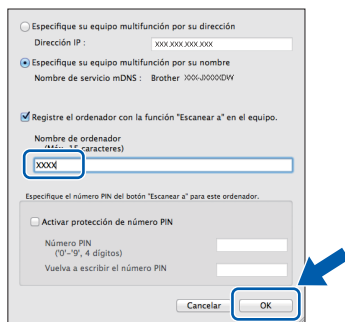 Especifique su equipo multifunción por su dirección
Dirección IP : XXX.XXX.XXX.XXX
Especifique su equipo multifunción por su nombre
Nombre de servicio mDNS : Brother XXX-JXXXXDW
Registre el ordenador con la función "Escanear a" en el equipo.
Nombre de ordenador
(Máx. 15 caracteres)
XXXX
Especifique el número PIN del botón "Escanear a" para este ordenador.
Activar protección de número PIN
Número PIN
('0'-'9', 4 dígitos)
Vuelva a escribir el número PIN
Cancelar OK